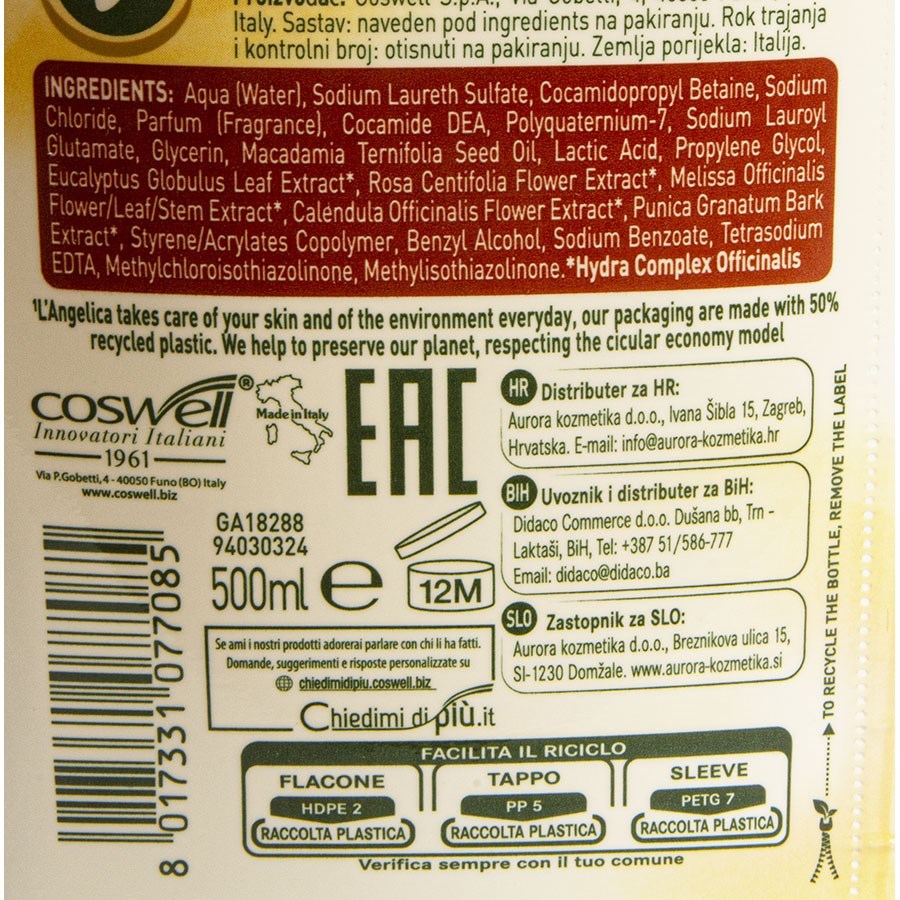 Proizvođač: Coswell S.p.A., Via Gobetti, 4, 40050
Italy. Sastav: naveden pod ingredients na pakiranju. Rok trajanja
i kontrolni broj: otisnuti na pakiranju. Zemlja porijekla: Italija.
INGREDIENTS: Aqua (Water), Sodium Laureth Sulfate, Cocamidopropyl Betaine, Sodium
Chloride, Parfum (Fragrance), Cocamide DEA, Polyquaternium-7, Sodium Lauroyl
Glutamate, Glycerin, Macadamia Ternifolia Seed Oil, Lactic Acid, Propylene Glycol,
Eucalyptus Globulus Leaf Extract*, Rosa Centifolia Flower Extract*, Melissa Officinalis
Flower/Leaf/Stem Extract*, Calendula Officinalis Flower Extract*, Punica Granatum Bark
Extract*, Styrene/Acrylates Copolymer, Benzyl Alcohol, Sodium Benzoate, Tetrasodium
EDTA, Methylchloroisothiazolinone, Methylisothiazolinone.*Hydra Complex Officinalis
¹L'Angelica takes care of your skin and of the environment everyday, our packaging are made with 50%
recycled plastic. We help to preserve our planet, respecting the cicular economy model
COSWELL®
Innovatori Italiani
1961
Via P.Gobetti,4 - 40050 Funo (BO) Italy
www.coswell.biz
Made in Italy
EAC
HR Distributer za HR:
Aurora kozmetika d.o.o., Ivana Šibla 15, Zagreb,
Hrvatska. E-mail: info@aurora-kozmetika.hr
BIH Uvoznik i distributer za BiH:
Didaco Commerce d.o.o. Dušana bb, Trn -
Laktaši, BiH, Tel: +387 51/586-777
Email: didaco@didaco.ba
SLO Zastopnik za SLO:
Aurora kozmetika d.o.o., Breznikova ulica 15,
SI-1230 Domžale. www.aurora-kozmetika.si
GA18288
94030324
500ml e
12M
Se ami i nostri prodotti adorerai parlare con chi li ha fatti.
Domande, suggerimenti e risposte personalizzate su
chiedimidipiu.coswell.biz
Chiedimi di più.it
8 017331 077085
FACILITA IL RICICLO
FLACONE
HDPE 2
RACCOLTA PLASTICA
TAPPO
PP 5
RACCOLTA PLASTICA
SLEEVE
PETG 7
RACCOLTA PLASTICA
Verifica sempre con il tuo comune
TO RECYCLE THE BOTTLE, REMOVE THE LABEL